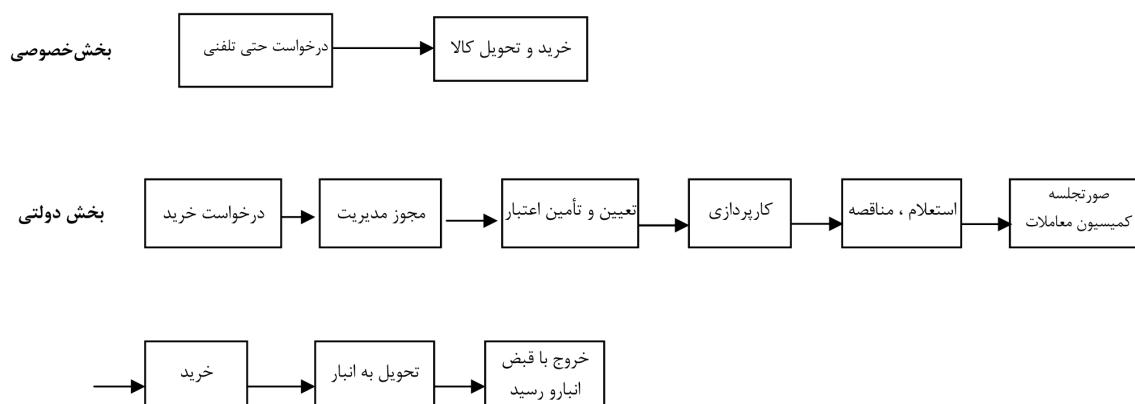 بخش‌خصوصی
درخواست حتی تلفنی
خرید و تحویل کالا
بخش دولتی
درخواست خرید
مجوز مدیریت
تعیین و تأمین اعتبار
کارپردازی
استعلام ، مناقصه
صورتجلسه
کمیسیون معاملات
خرید
تحویل به انبار
خروج با قبض
انبارو رسید